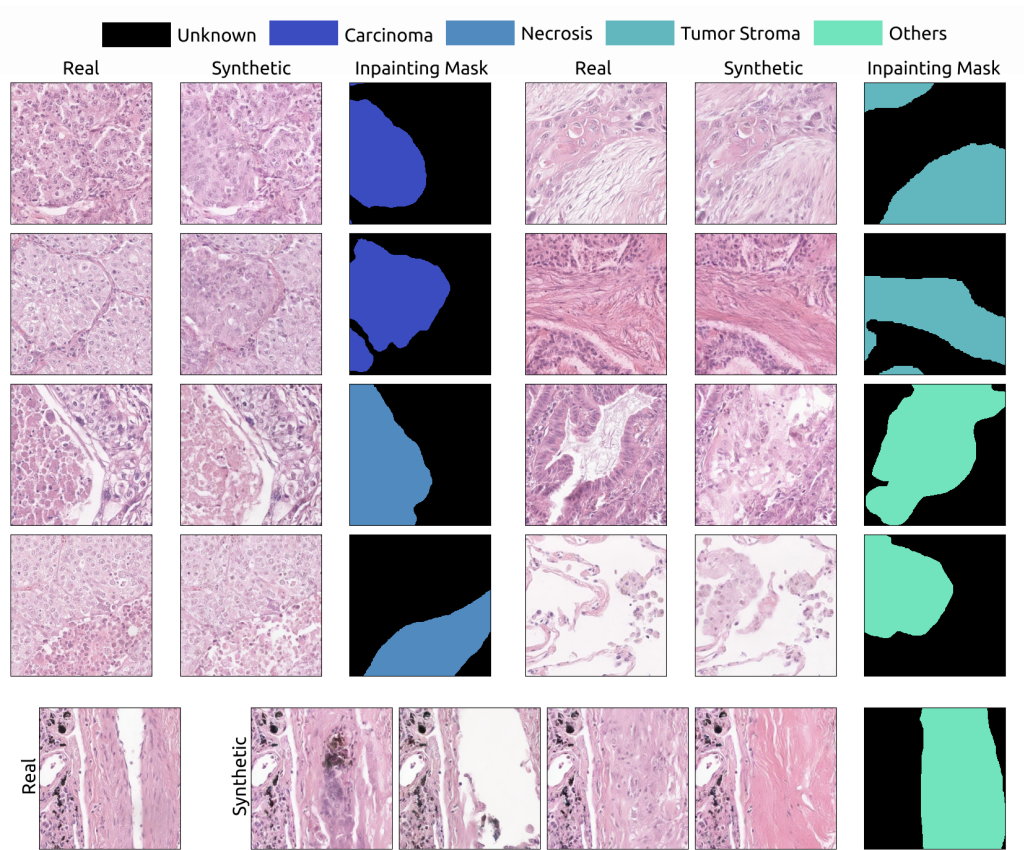 Unknown Carcinoma Necrosis Tumor Stroma Others
Real Synthetic Inpainting Mask Real Synthetic Inpainting Mask
Real
Synthetic